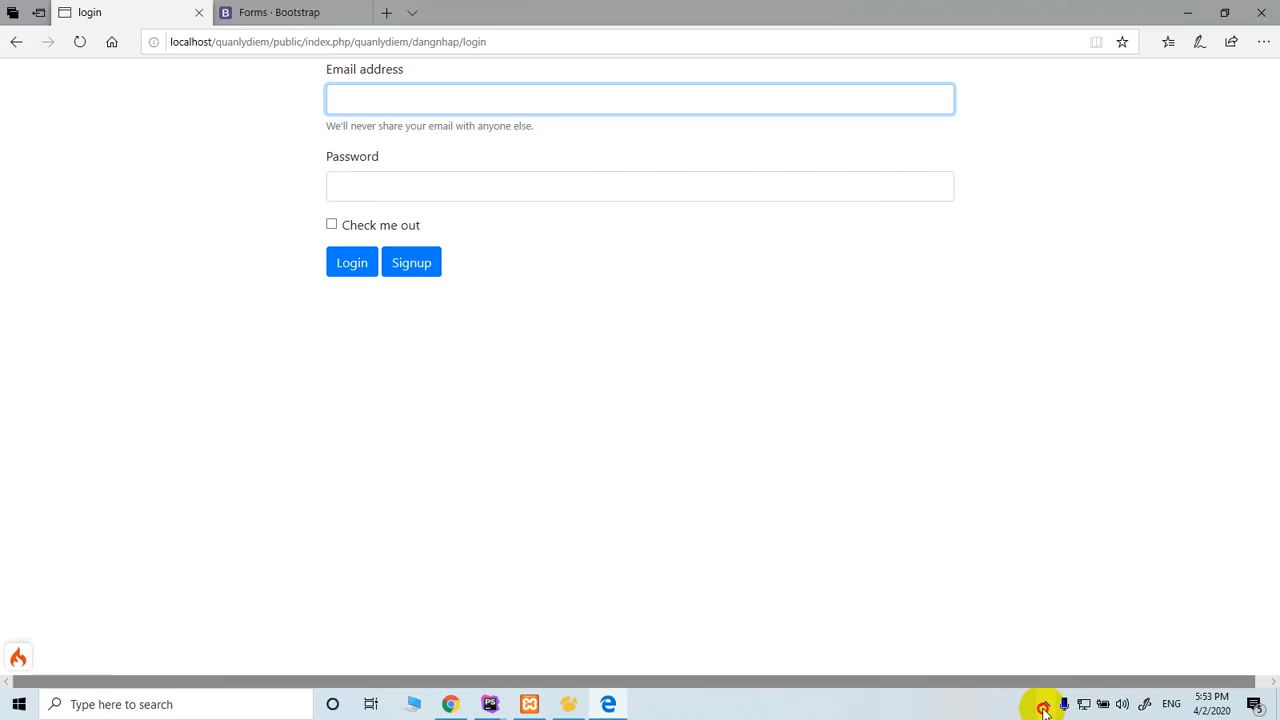 login
Forms · Bootstrap
localhost/quanlydiem/public/index.php/quanlydiem/dangnhap/login
Email address
We'll never share your email with anyone else.
Password
Check me out
Login Signup
Type here to search
PS
ENG
5:53 PM
4/2/2020
5